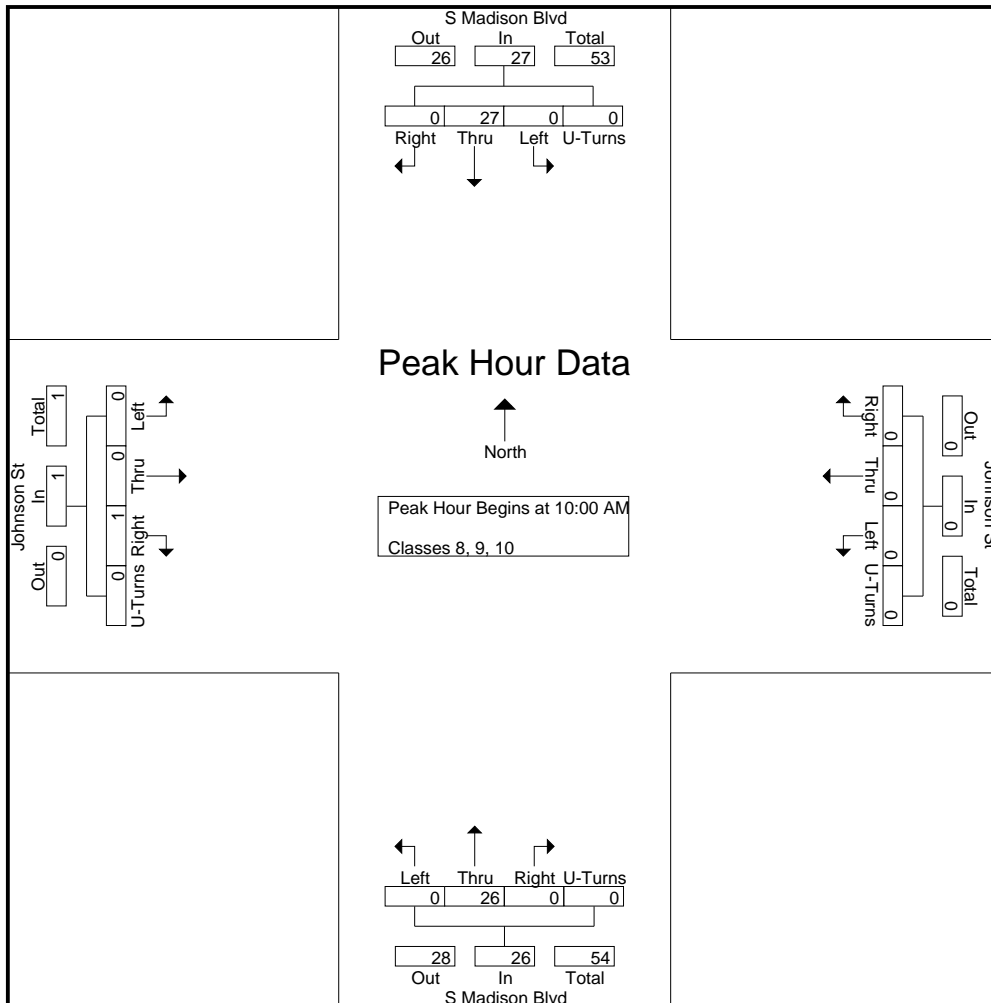 S Madison Blvd
Out In Total
26 27 53
0 27 0 0
Right Thru Left U-Turns
Peak Hour Data
North
Peak Hour Begins at 10:00 AM
Classes 8, 9, 10
Johnson St
Out In Total
0 1 1
U-Turns Right Thru Left
0 1 0 0
Johnson St
Out In Total
0 0 0
Right Thru Left U-Turns
0 0 0 0
Left Thru Right U-Turns
0 26 0 0
28 26 54
Out In Total
S Madison Blvd